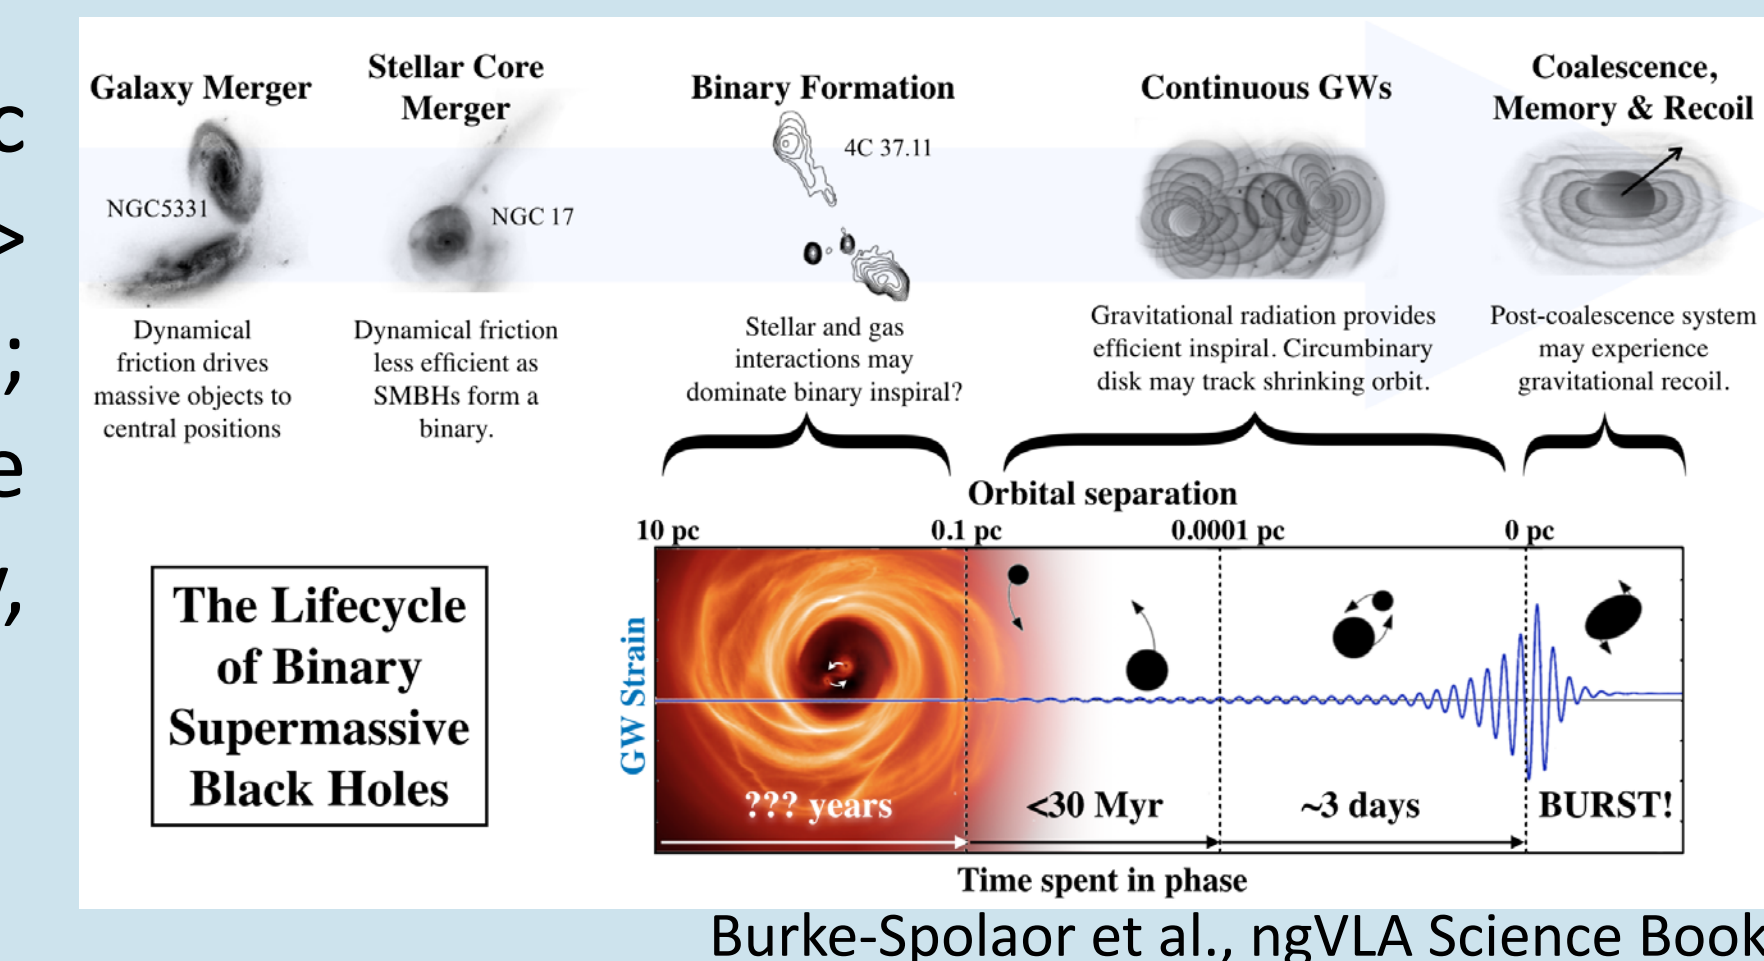 c
>
;
e
y,
Galaxy Merger
NGC5331
Dynamical
friction drives
massive objects to
central positions
Stellar Core
Merger
NGC 17
Dynamical friction
less efficient as
SMBHs form a
binary.
Binary Formation
4C 37.11
Stellar and gas
interactions may
dominate binary inspiral?
Continuous GWs
Gravitational radiation provides
efficient inspiral. Circumbinary
disk may track shrinking orbit.
Coalescence,
Memory & Recoil
Post-coalescence system
may experience
gravitational recoil.
The Lifecycle
of Binary
Supermassive
Black Holes
Orbital separation
10 pc 0.1 pc 0.0001 pc 0 pc
GW Strain
??? years <30 Myr ~3 days BURST!
Time spent in phase
Burke-Spolaor et al., ngVLA Science Book